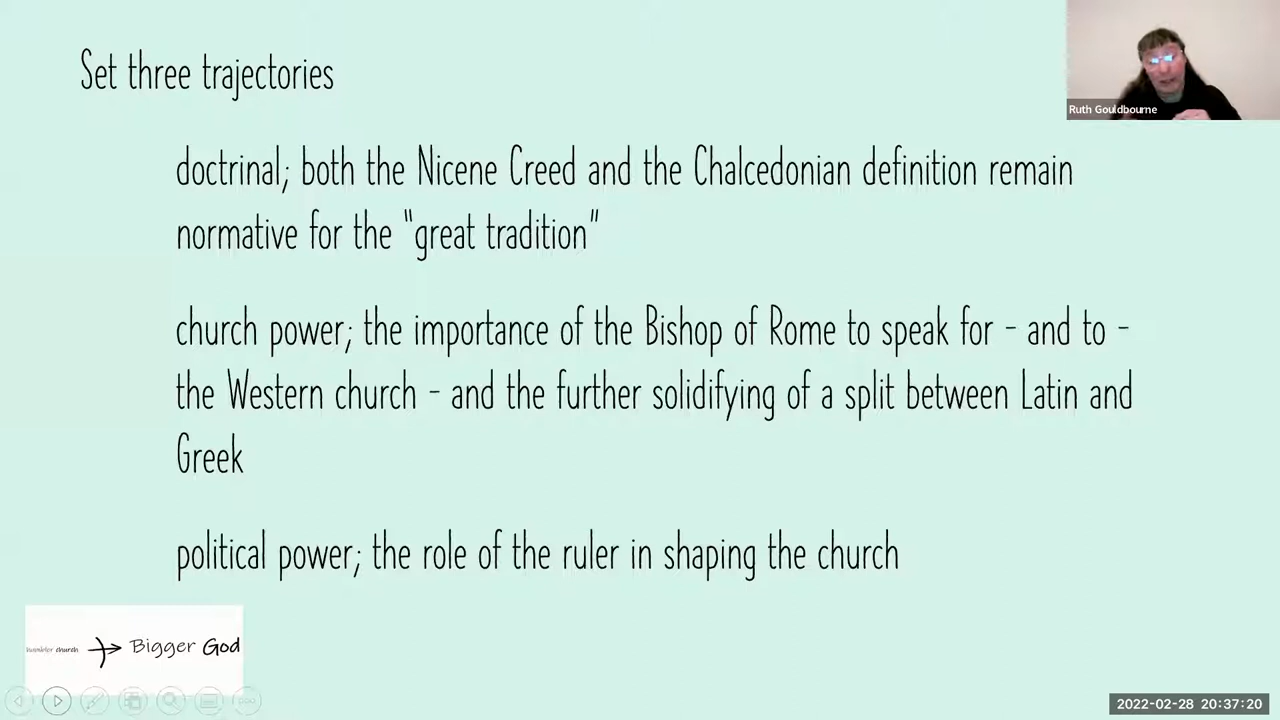 Set three trajectories
Ruth Gouldbourne
doctrinal; both the Nicene Creed and the Chalcedonian definition remain
normative for the “great tradition”
church power; the importance of the Bishop of Rome to speak for - and to -
the Western church - and the further solidifying of a split between Latin and
Greek
political power; the role of the ruler in shaping the church
humbler church Bigger God
2022-02-28 20:37:20